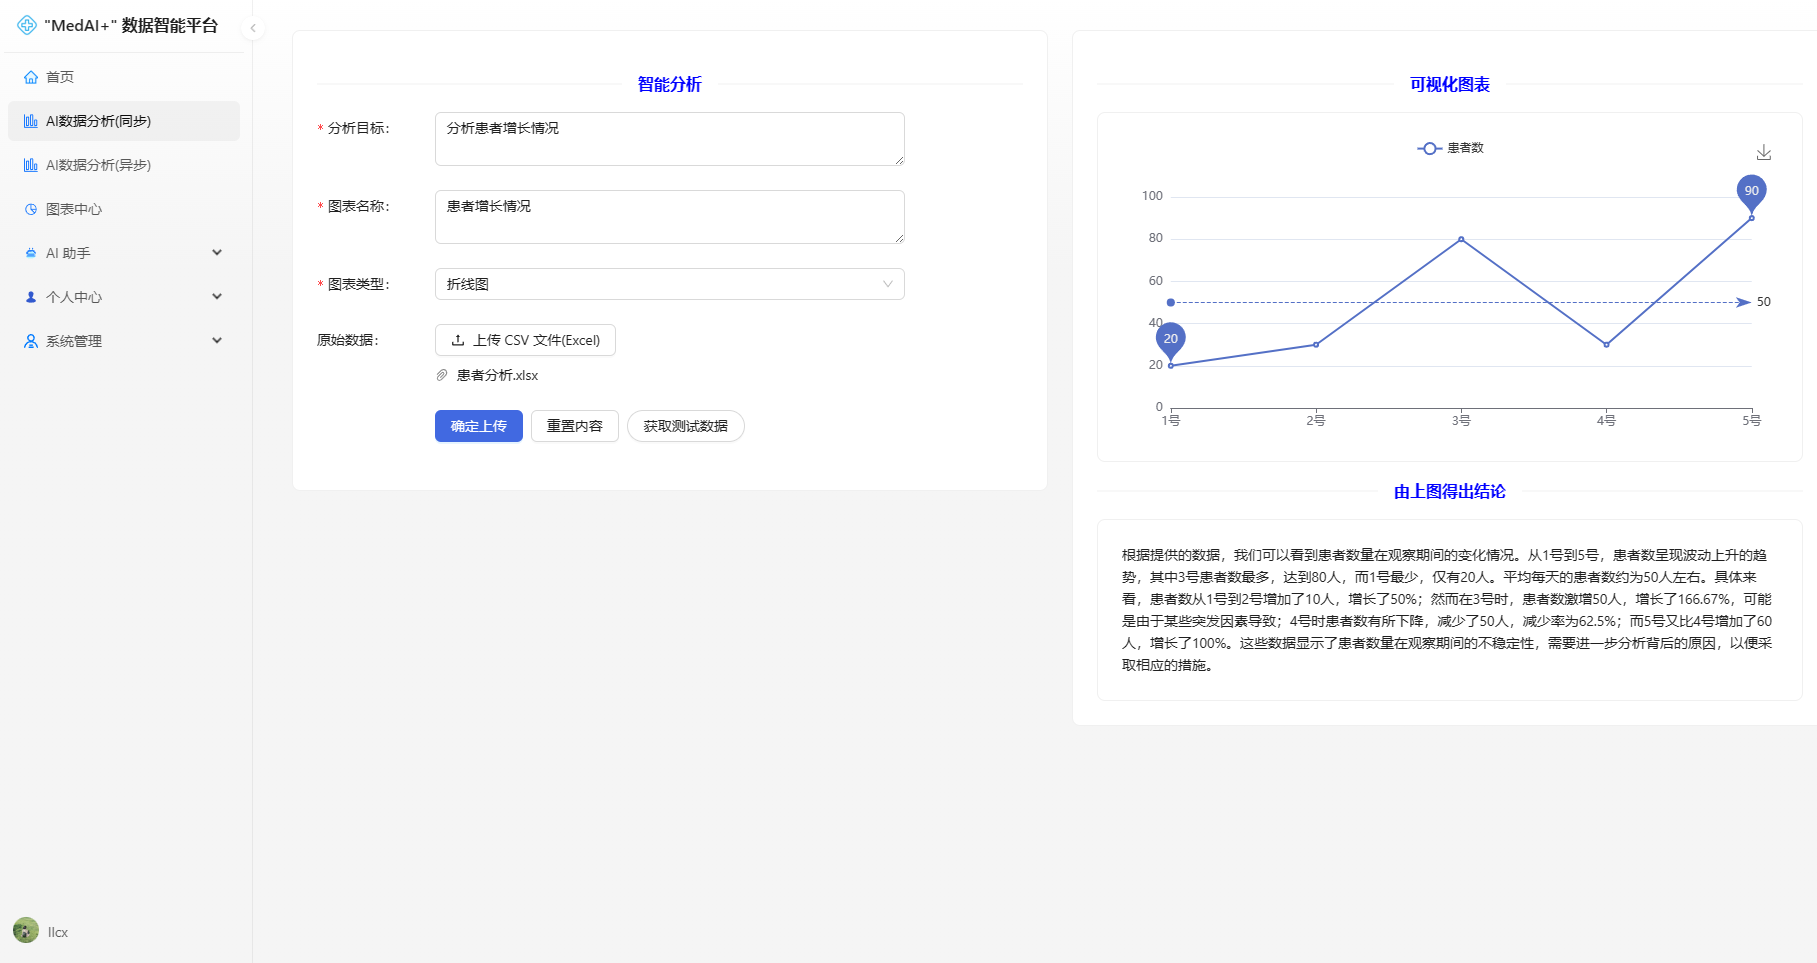 "MedAI+" 数据智能平台
首页
AI数据分析(同步)
AI数据分析(异步)
图表中心
AI 助手
个人中心
系统管理
llcx
智能分析
* 分析目标：
分析患者增长情况
* 图表名称：
患者增长情况
* 图表类型：
折线图
原始数据：
上传 CSV 文件(Excel)
患者分析.xlsx
确定上传
重置内容
获取测试数据
可视化图表
患者数
100
80
60
40
20
0
20
90
50
1号
2号
3号
4号
5号
由上图得出结论
根据提供的数据，我们可以看到患者数量在观察期间的变化情况。从1号到5号，患者数呈现波动上升的趋
势，其中3号患者数最多，达到80人，而1号最少，仅有20人。平均每天的患者数约为50人左右。具体来
看，患者数从1号到2号增加了10人，增长了50%；然而在3号时，患者数激增50人，增长了166.67%，可能
是由于某些突发因素导致；4号时患者数有所下降，减少了50人，减少率为62.5%；而5号又比4号增加了60
人，增长了100%。这些数据显示了患者数量在观察期间的不稳定性，需要进一步分析背后的原因，以便采
取相应的措施。